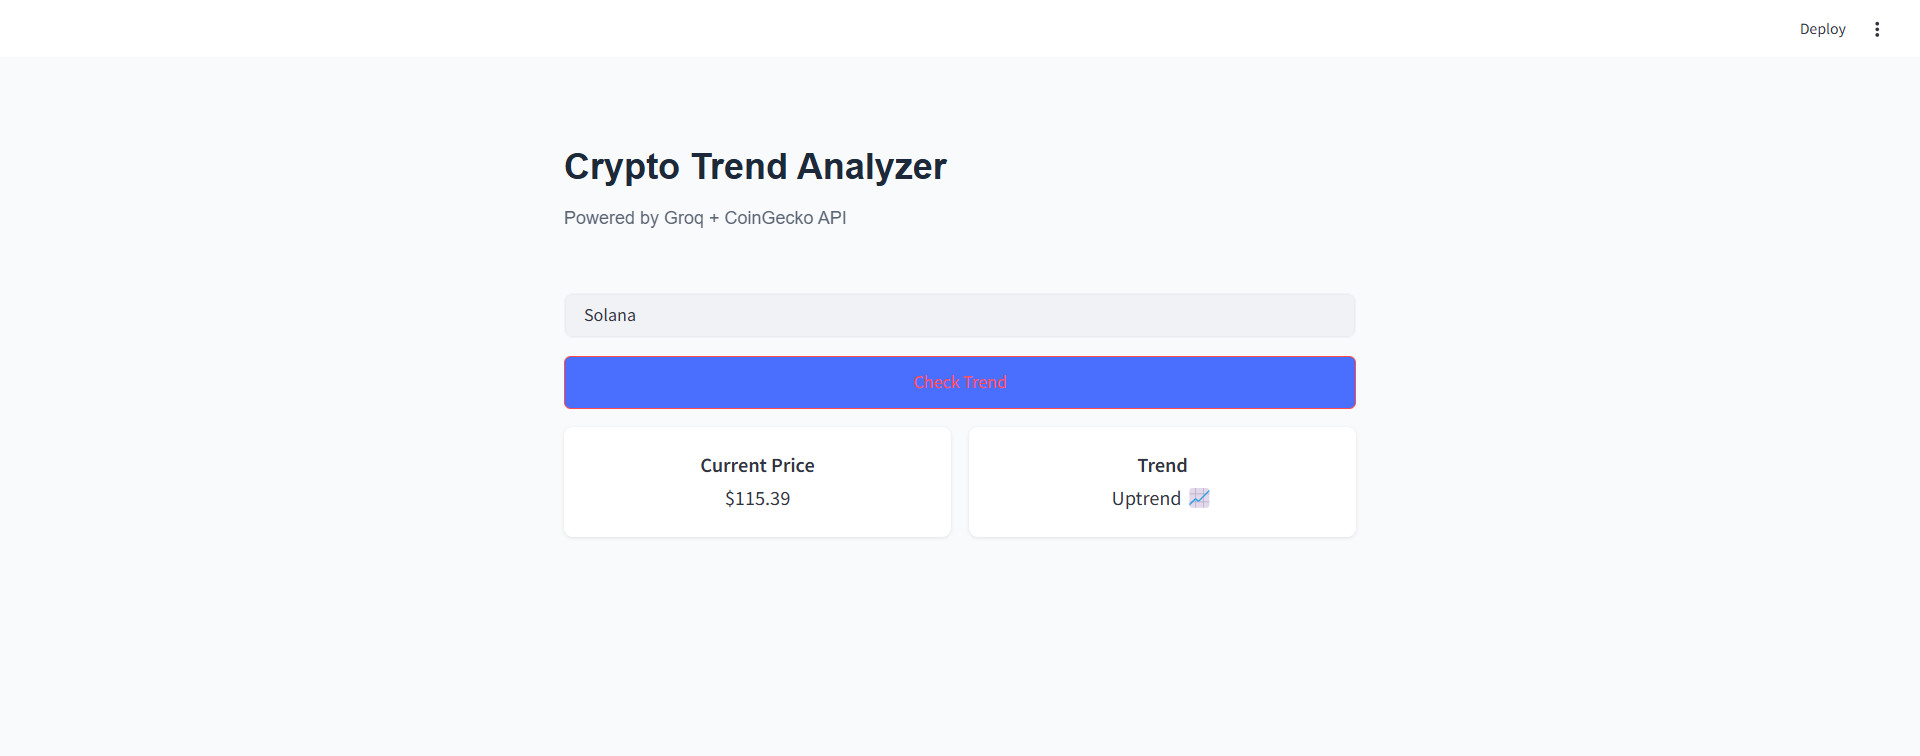 Deploy
Crypto Trend Analyzer
Powered by Groq + CoinGecko API
Solana
Check Trend
Current Price
$115.39
Trend
Uptrend 📈